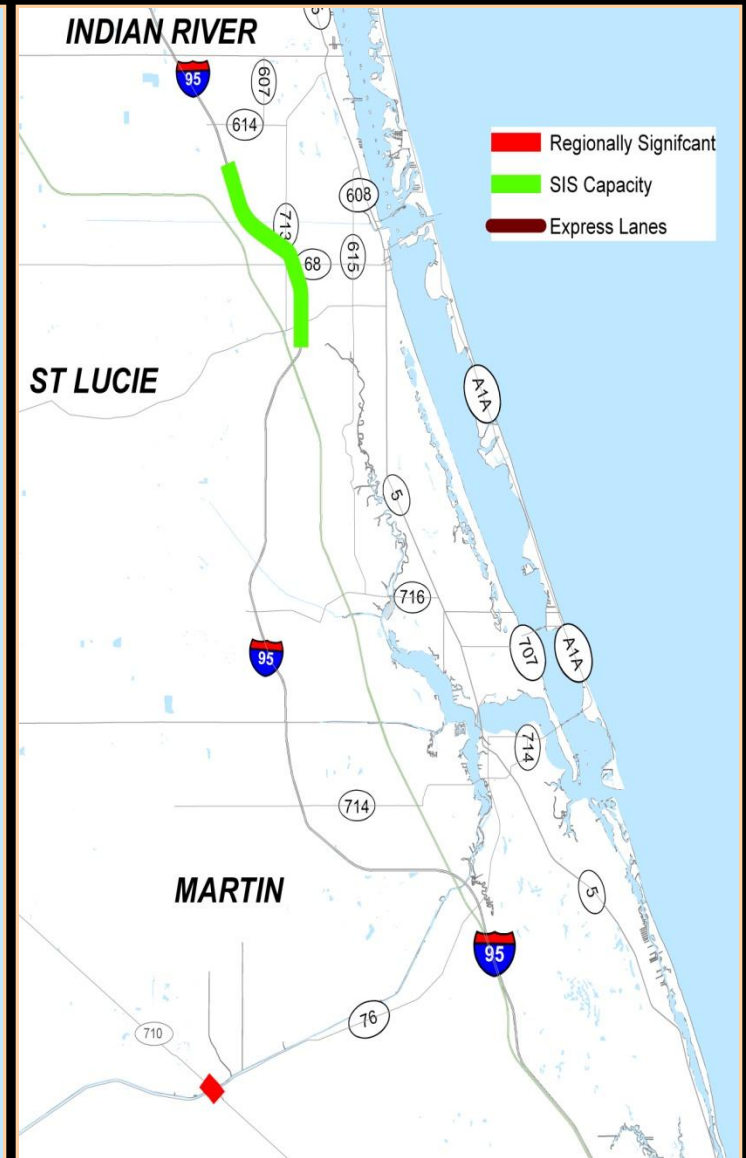 5
INDIAN RIVER
95
607
614
Regionally Signifcant
SIS Capacity
Express Lanes
608
713
615
68
ST LUCIE
A1A
5
716
95
707
A1A
714
714
MARTIN
5
95
710
76